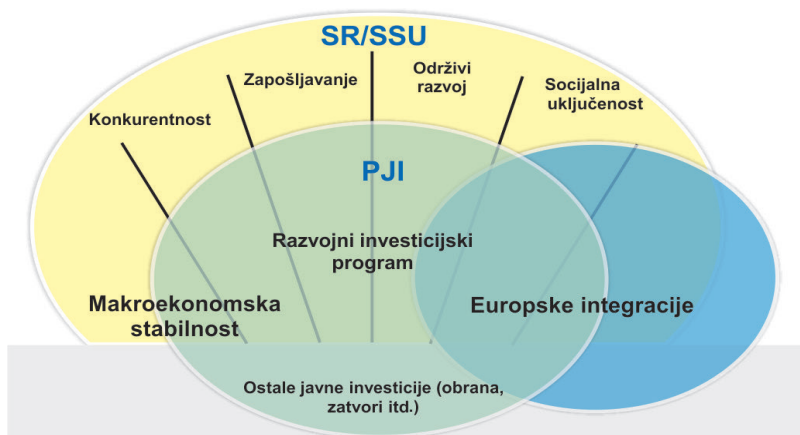 SR/SSU
Zapošljavanje
Održivi
razvoj
Socijalna
uključenost
Konkurentnost
PJI
Razvojni investicijski
program
Makroekonomska
stabilnost
Europske integracije
Ostale javne investicije (obrana,
zatvori itd.)